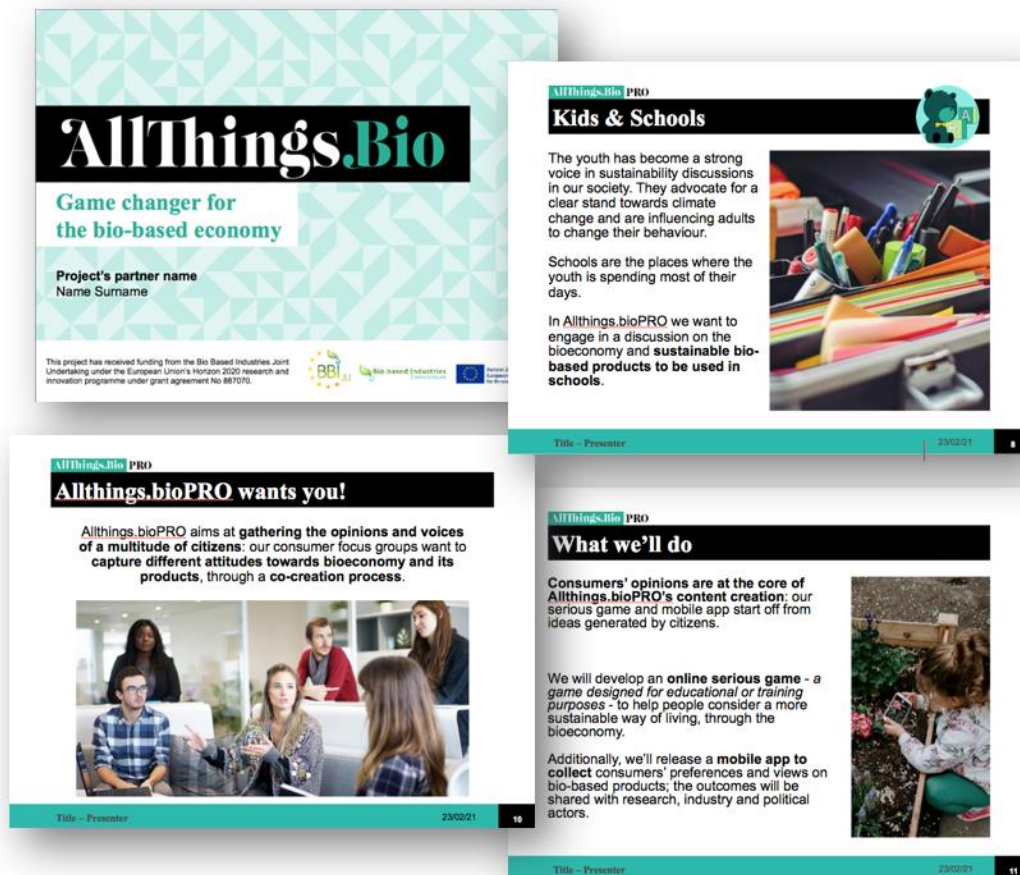 AllThings.Bio
Game changer for
the bio-based economy
Project's partner name
Name Surname
This project has received funding from the Bio Based Industries Joint
Undertaking under the European Union's Horizon 2020 research and
innovation programme under grant agreement No 887070.
BBI
Bio-based Industries
AllThings.Bio PRO
Kids & Schools
The youth has become a strong
voice in sustainability discussions
in our society. They advocate for a
clear stand towards climate
change and are influencing adults
to change their behaviour.
Schools are the places where the
youth is spending most of their
days.
In Allthings.bioPRO we want to
engage in a discussion on the
bioeconomy and sustainable bio-
based products to be used in
schools.
A
Title – Presenter
23/02/21
8
AllThings.Bio PRO
Allthings.bioPRO wants you!
Allthings.bioPRO aims at gathering the opinions and voices
of a multitude of citizens: our consumer focus groups want to
capture different attitudes towards bioeconomy and its
products, through a co-creation process.
Title – Presenter
23/02/21
10
AllThings.Bio PRO
What we'll do
Consumers' opinions are at the core of
Allthings.bioPRO's content creation: our
serious game and mobile app start off from
ideas generated by citizens.
We will develop an online serious game - a
game designed for educational or training
purposes - to help people consider a more
sustainable way of living, through the
bioeconomy.
Additionally, we'll release a mobile app to
collect consumers' preferences and views on
bio-based products; the outcomes will be
shared with research, industry and political
actors.
Title – Presenter
23/02/21
11